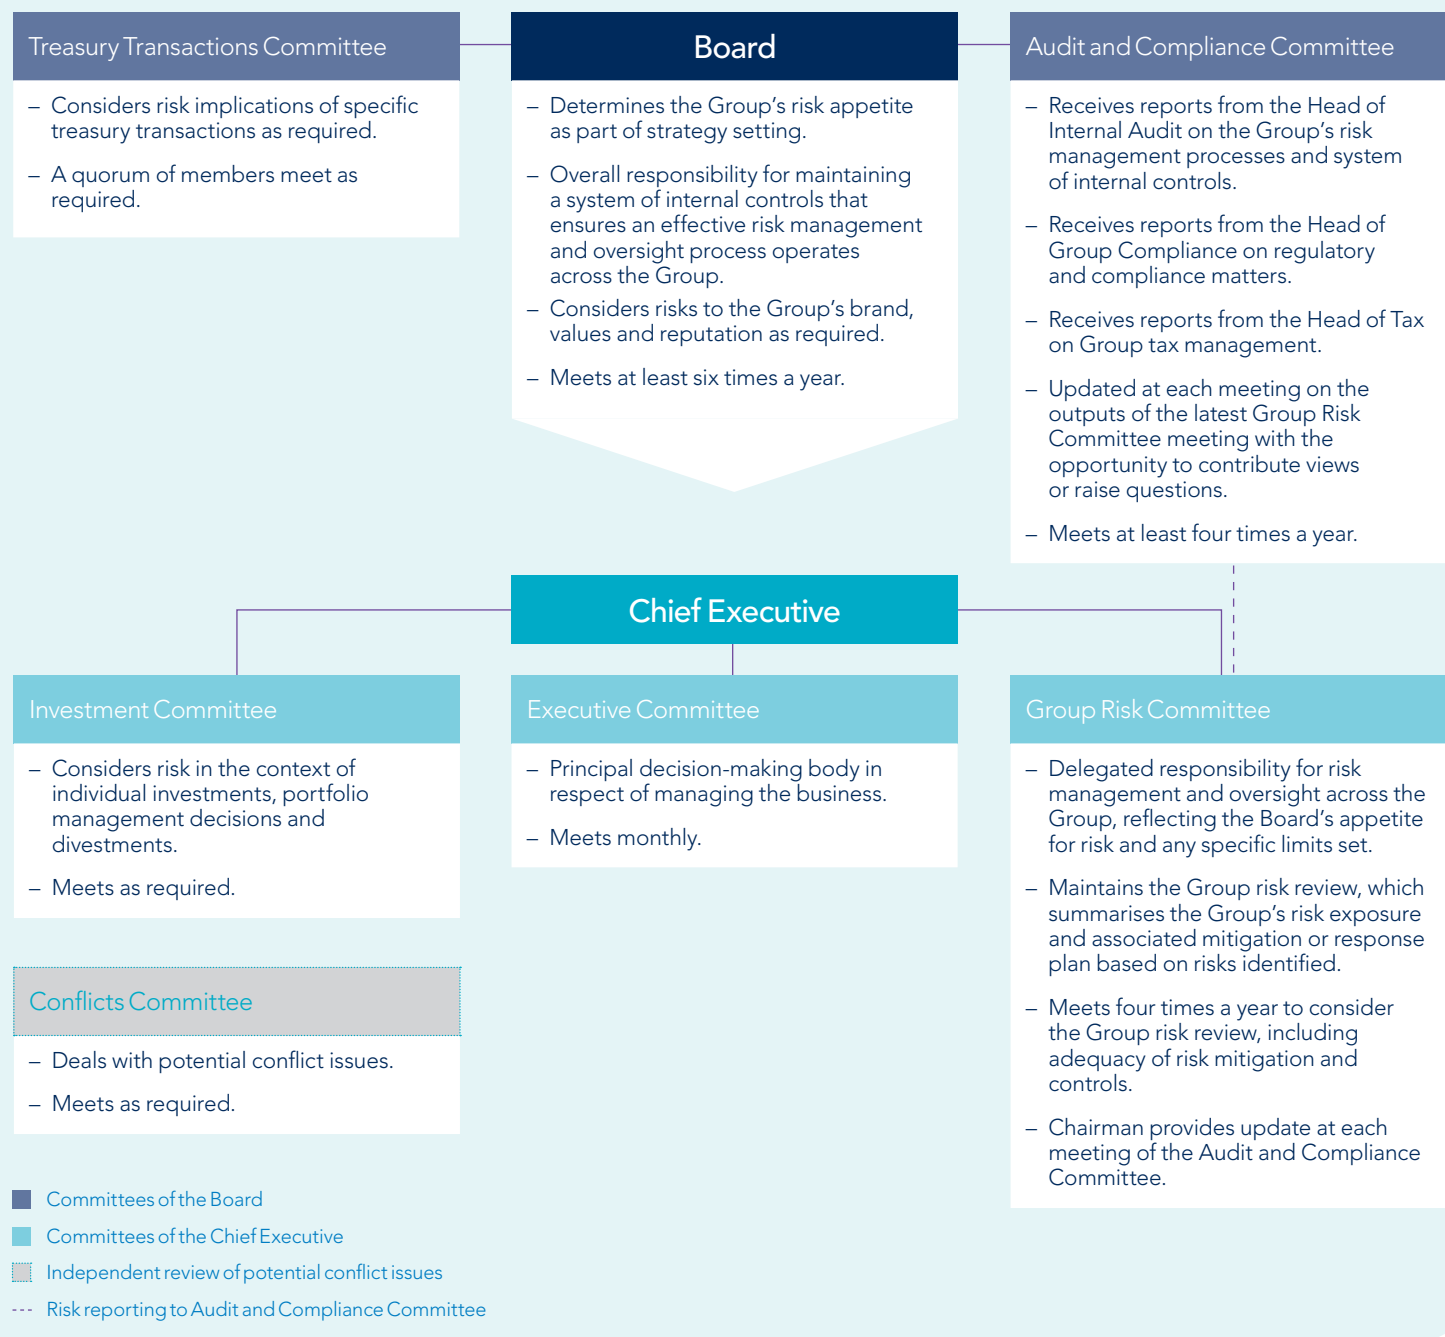 Treasury Transactions Committee
– Considers risk implications of specific
treasury transactions as required.
– A quorum of members meet as
required.
Board
– Determines the Group’s risk appetite
as part of strategy setting.
– Overall responsibility for maintaining
a system of internal controls that
ensures an effective risk management
and oversight process operates
across the Group.
– Considers risks to the Group’s brand,
values and reputation as required.
– Meets at least six times a year.
Audit and Compliance Committee
– Receives reports from the Head of
Internal Audit on the Group’s risk
management processes and system
of internal controls.
– Receives reports from the Head of
Group Compliance on regulatory
and compliance matters.
– Receives reports from the Head of Tax
on Group tax management.
– Updated at each meeting on the
outputs of the latest Group Risk
Committee meeting with the
opportunity to contribute views
or raise questions.
– Meets at least four times a year.
Chief Executive
Investment Committee
– Considers risk in the context of
individual investments, portfolio
management decisions and
divestments.
– Meets as required.
Executive Committee
– Principal decision-making body in
respect of managing the business.
– Meets monthly.
Group Risk Committee
– Delegated responsibility for risk
management and oversight across the
Group, reflecting the Board’s appetite
for risk and any specific limits set.
– Maintains the Group risk review, which
summarises the Group’s risk exposure
and associated mitigation or response
plan based on risks identified.
– Meets four times a year to consider
the Group risk review, including
adequacy of risk mitigation and
controls.
– Chairman provides update at each
meeting of the Audit and Compliance
Committee.
Conflicts Committee
– Deals with potential conflict issues.
– Meets as required.
Committees of the Board
Committees of the Chief Executive
Independent review of potential conflict issues
Risk reporting to Audit and Compliance Committee